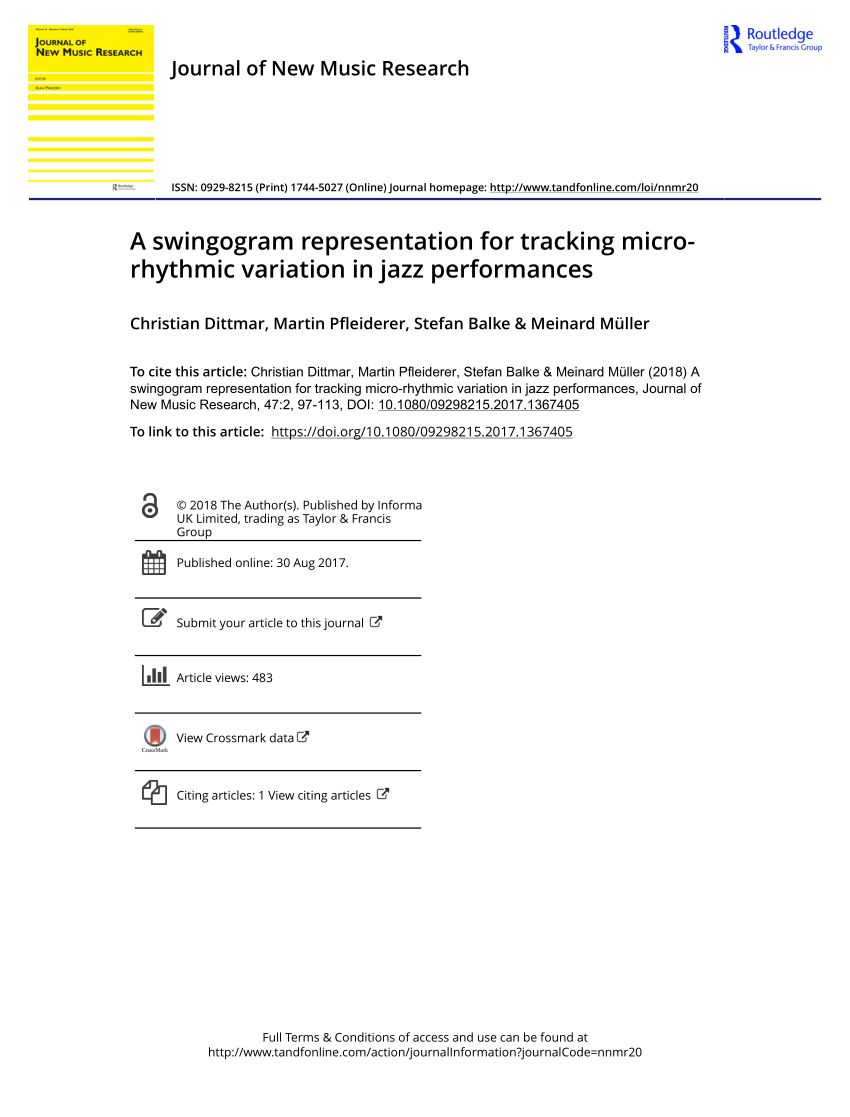 JOURNAL OF
NEW MUSIC RESEARCH
EDITOR
ALAN MARSDEN
Routledge
Journal of New Music Research
Routledge
Taylor & Francis Group
ISSN: 0929-8215 (Print) 1744-5027 (Online) Journal homepage: http://www.tandfonline.com/loi/nnmr20
A swingogram representation for tracking micro-
rhythmic variation in jazz performances
Christian Dittmar, Martin Pfleiderer, Stefan Balke & Meinard Müller
To cite this article: Christian Dittmar, Martin Pfleiderer, Stefan Balke & Meinard Müller (2018) A
swingogram representation for tracking micro-rhythmic variation in jazz performances, Journal of
New Music Research, 47:2, 97-113, DOI: 10.1080/09298215.2017.1367405
To link to this article: https://doi.org/10.1080/09298215.2017.1367405
© 2018 The Author(s). Published by Informa
UK Limited, trading as Taylor & Francis
Group
Published online: 30 Aug 2017.
Submit your article to this journal
Article views: 483
View Crossmark data
CrossMark
Citing articles: 1 View citing articles
Full Terms & Conditions of access and use can be found at
http://www.tandfonline.com/action/journalInformation?journalCode=nnmr20